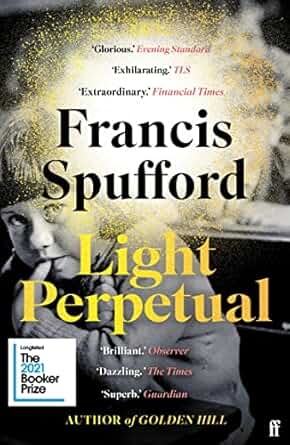 ‘Glorious.’ Evening Standard
‘Exhilarating.’ TLS
‘Extraordinary.’ Financial Times
Francis
Spufford
Light
Perpetual
Longlisted
The
2021
Booker
Prize
‘Brilliant.’ Observer
‘Dazzling.’ The Times
‘Superb.’ Guardian
AUTHOR OF GOLDEN HILL
ff